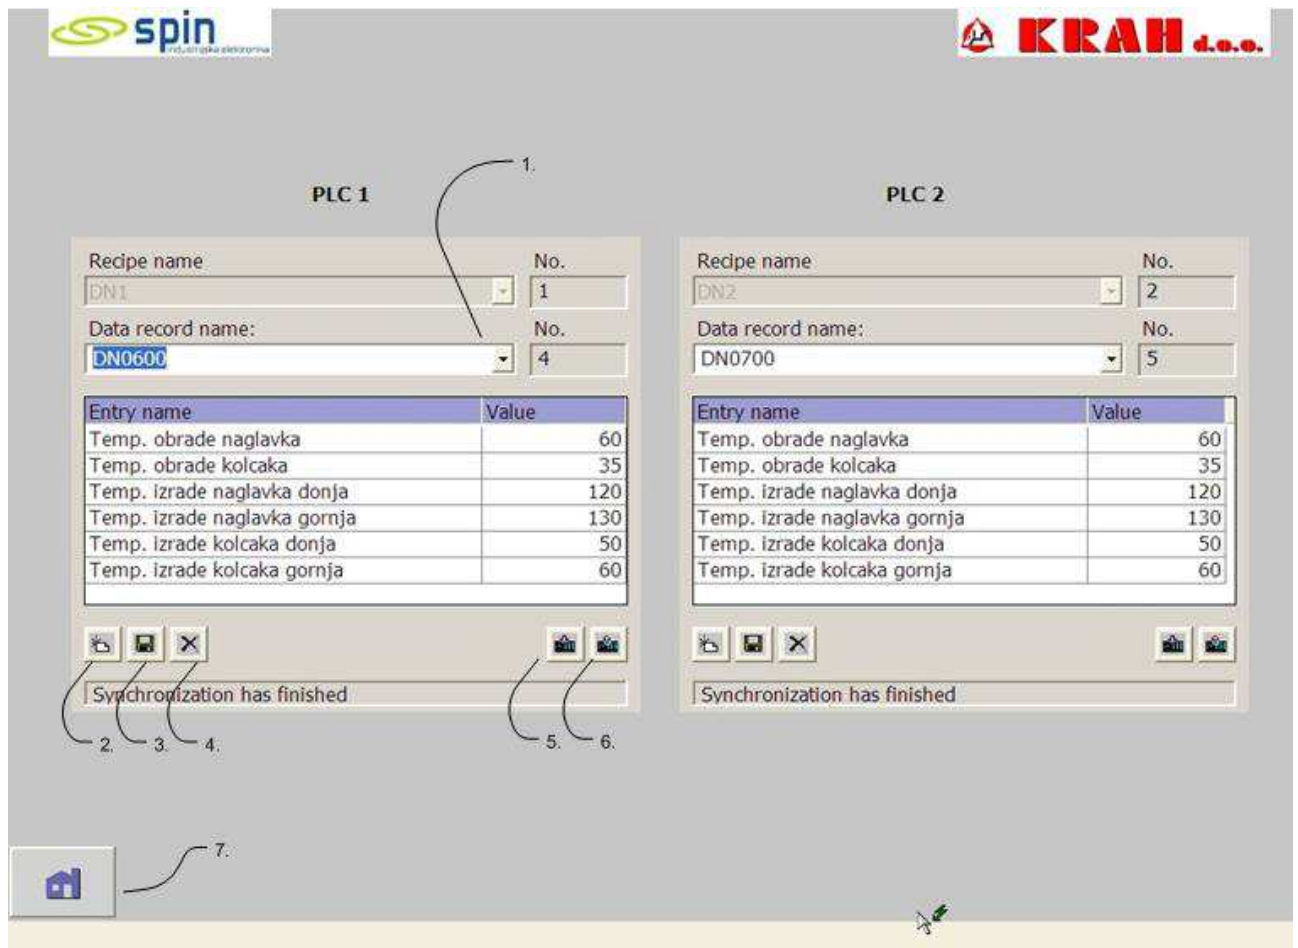 spin
industrijska elektronika
KRAH d.o.o.
1.
PLC 1
PLC 2
Recipe name No.
DN1 1
Data record name: No.
DN0600 4
Entry name Value
Temp. obrade naglavka 60
Temp. obrade kolcaka 35
Temp. izrade naglavka donja 120
Temp. izrade naglavka gornja 130
Temp. izrade kolcaka donja 50
Temp. izrade kolcaka gornja 60
Synchronization has finished
2. 3. 4. 5. 6.
Recipe name No.
DN2 2
Data record name: No.
DN0700 5
Entry name Value
Temp. obrade naglavka 60
Temp. obrade kolcaka 35
Temp. izrade naglavka donja 120
Temp. izrade naglavka gornja 130
Temp. izrade kolcaka donja 50
Temp. izrade kolcaka gornja 60
Synchronization has finished
7.